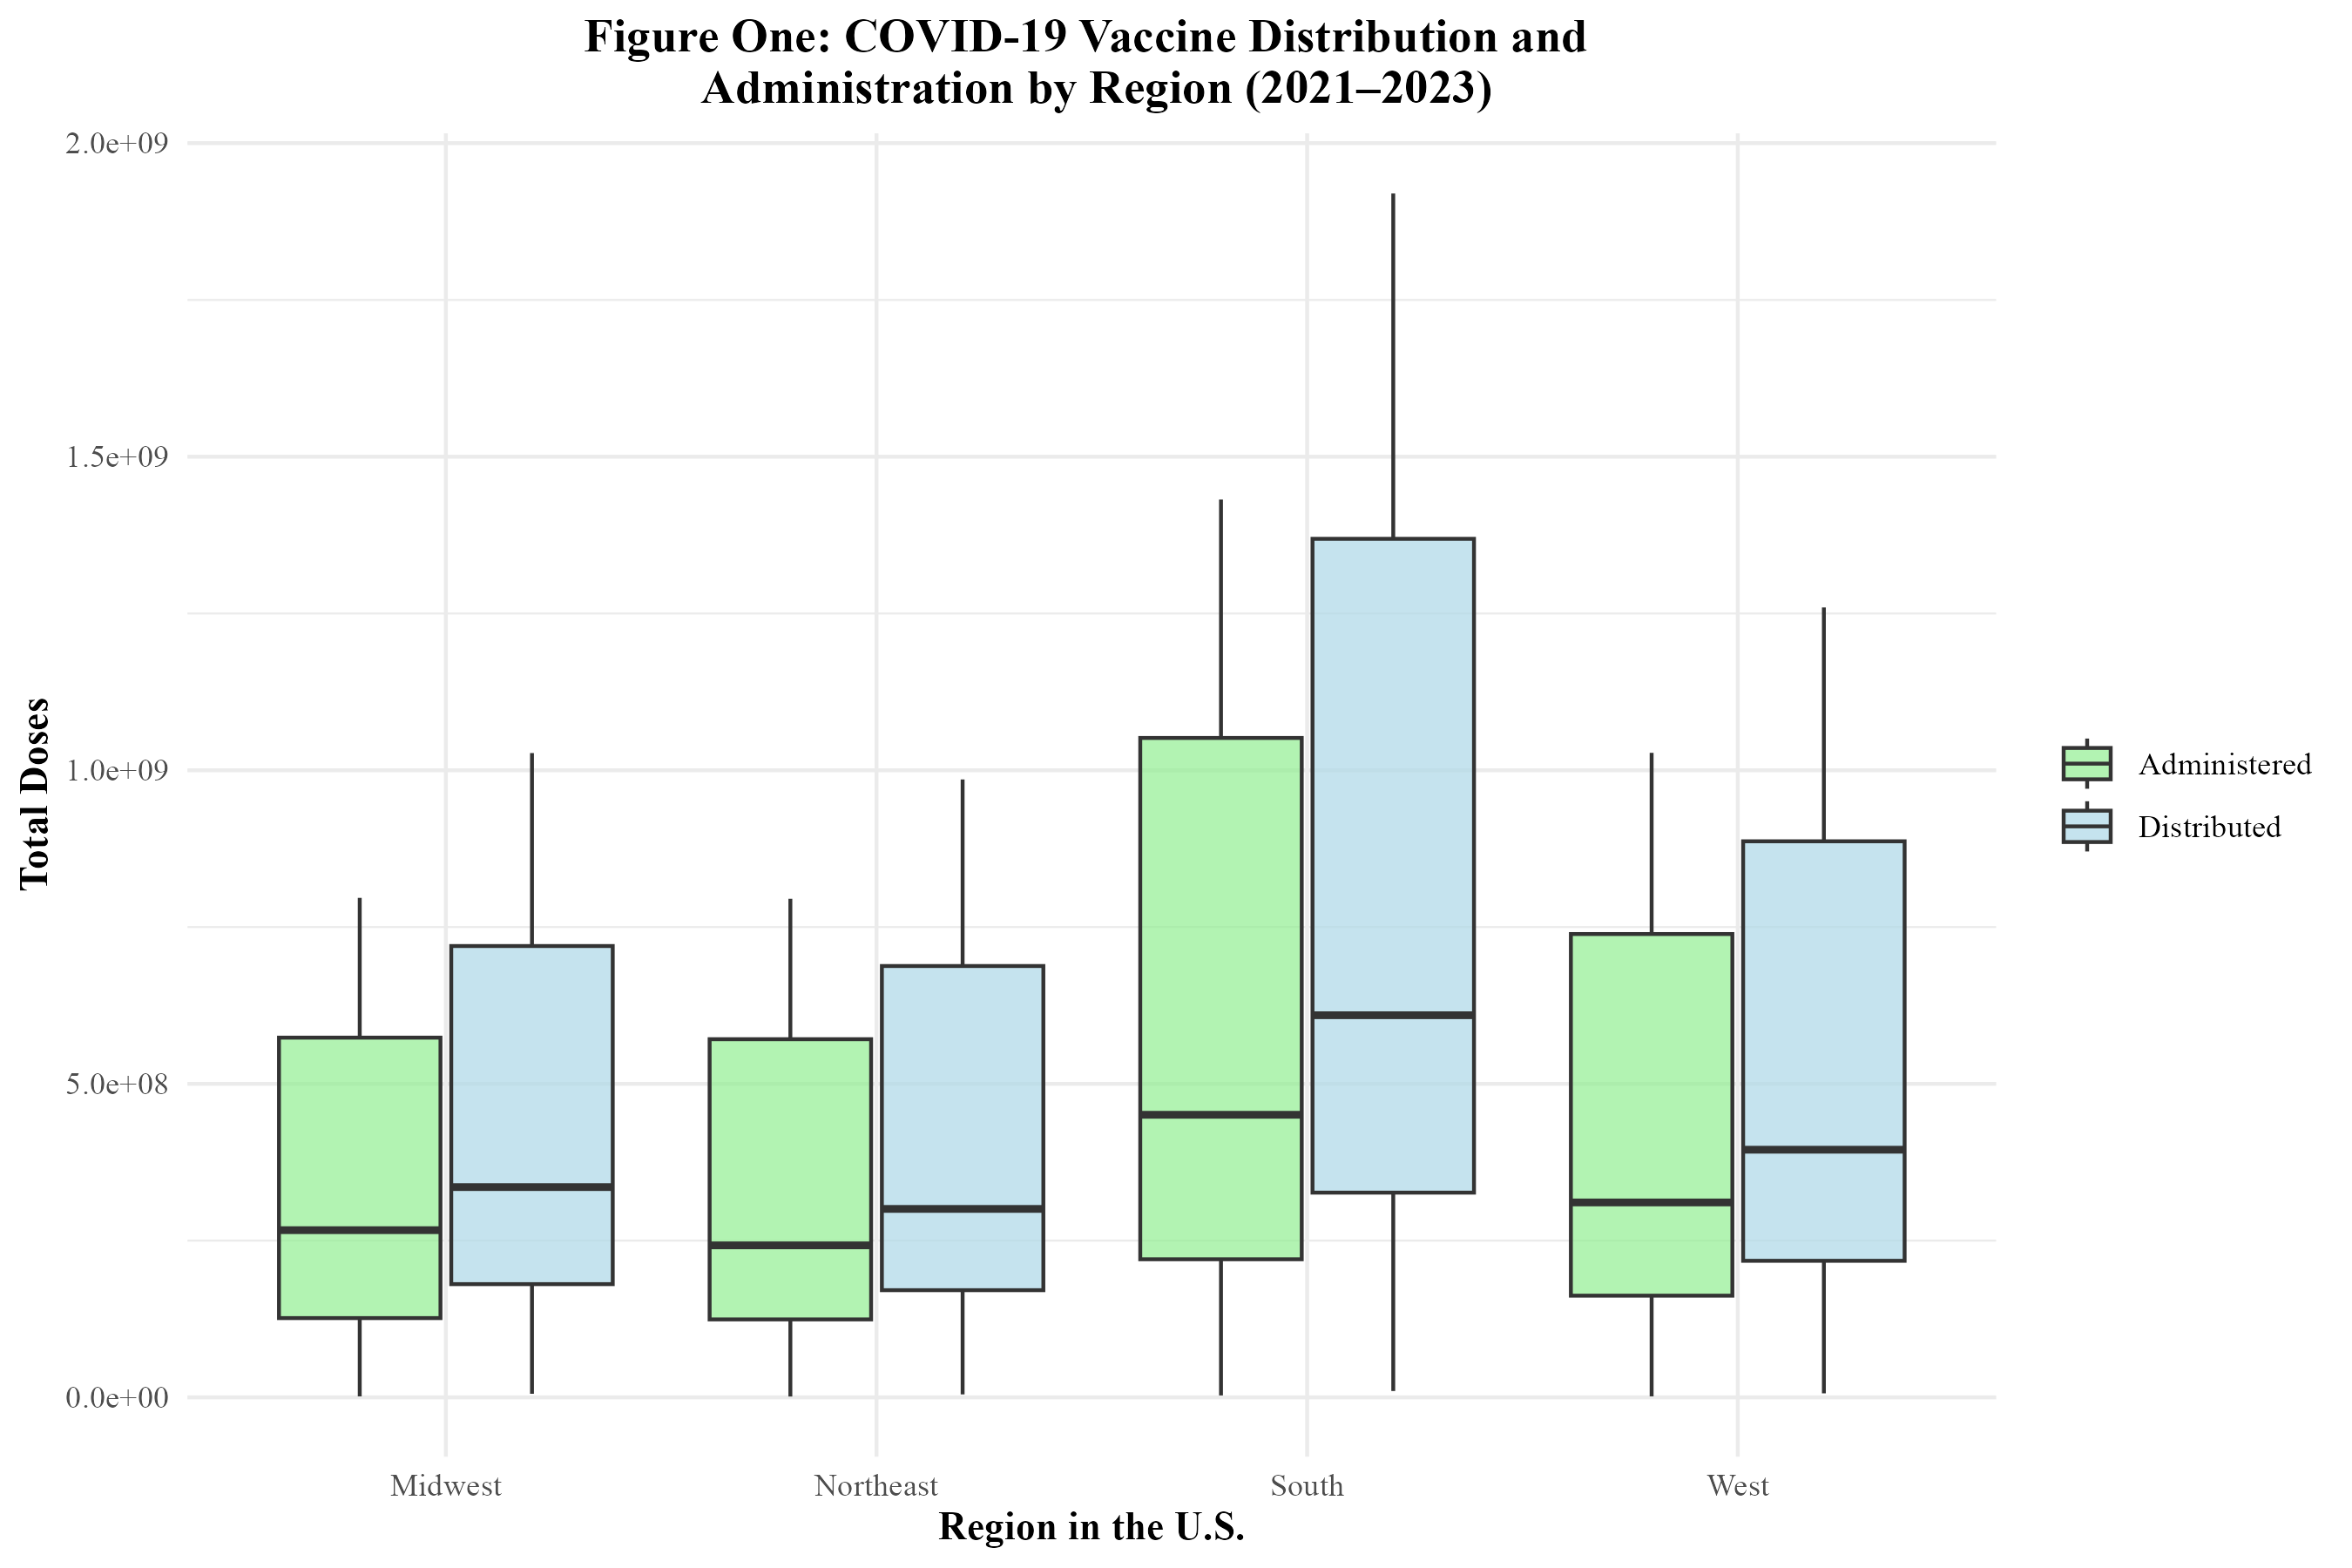 Figure One: COVID-19 Vaccine Distribution and
Administration by Region (2021–2023)
2.0e+09
1.5e+09
1.0e+09
5.0e+08
0.0e+00
Total Doses
Midwest
Northeast
South
West
Region in the U.S.
Administered
Distributed